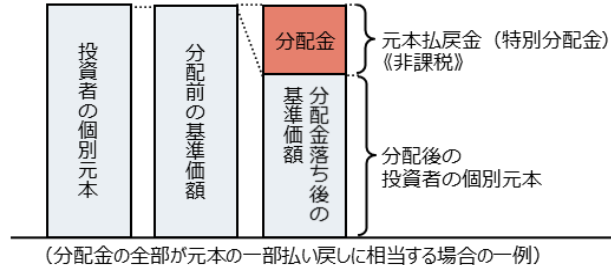 投資者の個別元本
分配前の基準価額
分配金
分配金落ち後の
基準価額
元本払戻金（特別分配金）
《非課税》
分配後の
投資者の個別元本
（分配金の全部が元本の一部払い戻しに相当する場合の一例）